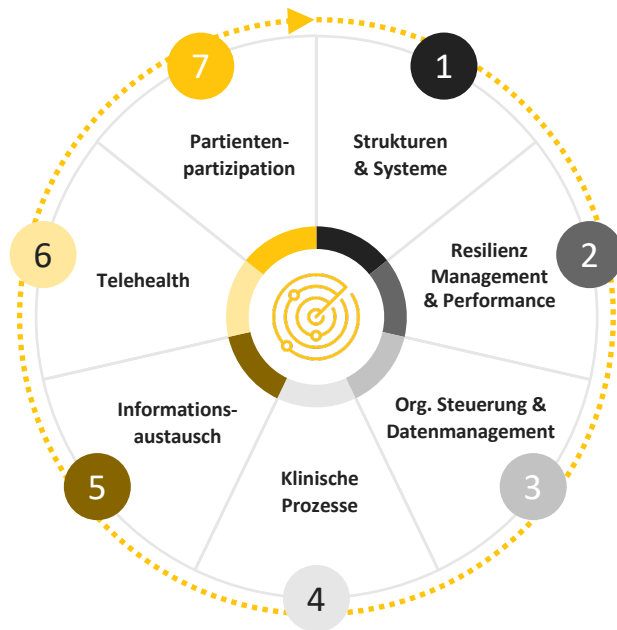 1
Strukturen
& Systeme
2
Resilienz
Management
& Performance
3
Org. Steuerung &
Datenmanagement
4
Klinische
Prozesse
5
Informations-
austausch
6
Telehealth
7
Partienten-
partizipation